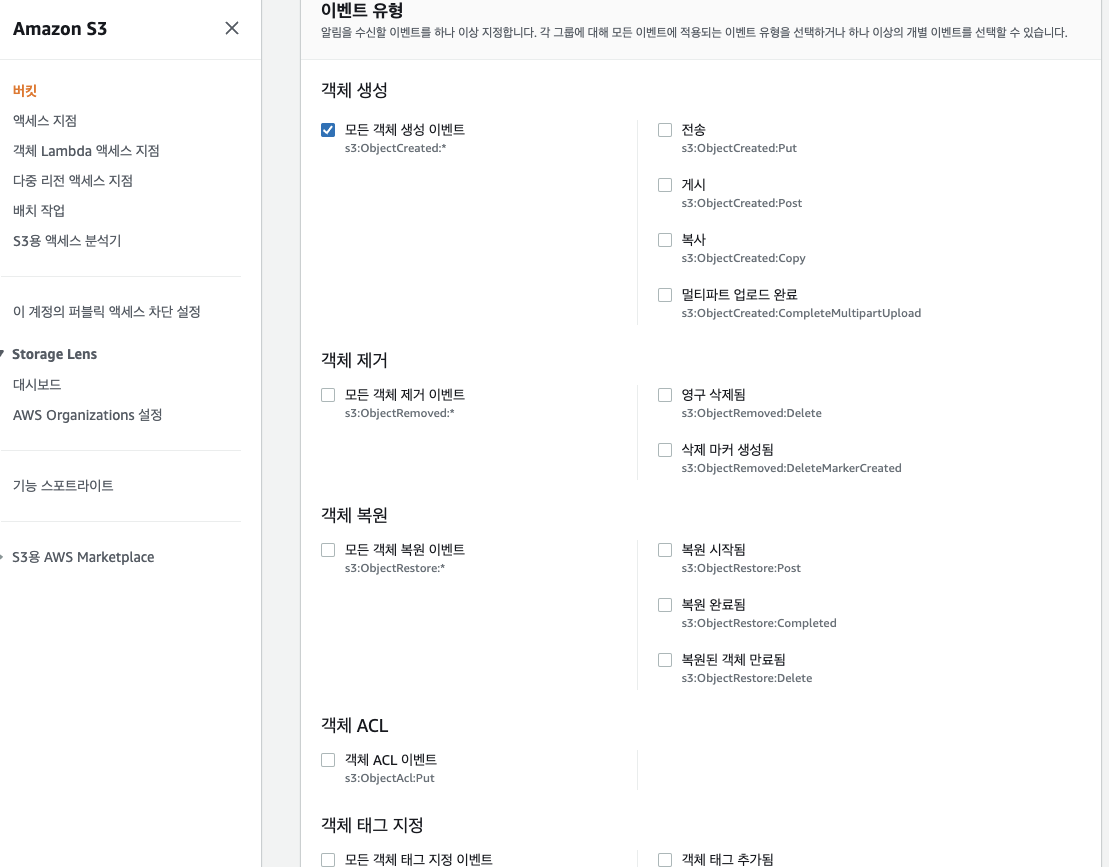 Amazon S3
버킷
액세스 지점
객체 Lambda 액세스 지점
다중 리전 액세스 지점
배치 작업
S3용 액세스 분석기
이 계정의 퍼블릭 액세스 차단 설정
Storage Lens
대시보드
AWS Organizations 설정
기능 스포트라이트
S3용 AWS Marketplace
이벤트 유형
알림을 수신할 이벤트를 하나 이상 지정합니다. 각 그룹에 대해 모든 이벤트에 적용되는 이벤트 유형을 선택하거나 하나 이상의 개별 이벤트를 선택할 수 있습니다.
객체 생성
모든 객체 생성 이벤트
s3:ObjectCreated:*
전송
s3:ObjectCreated:Put
게시
s3:ObjectCreated:Post
복사
s3:ObjectCreated:Copy
멀티파트 업로드 완료
s3:ObjectCreated:CompleteMultipartUpload
객체 제거
모든 객체 제거 이벤트
s3:ObjectRemoved:*
영구 삭제됨
s3:ObjectRemoved:Delete
삭제 마커 생성됨
s3:ObjectRemoved:DeleteMarkerCreated
객체 복원
모든 객체 복원 이벤트
s3:ObjectRestore:*
복원 시작됨
s3:ObjectRestore:Post
복원 완료됨
s3:ObjectRestore:Completed
복원된 객체 만료됨
s3:ObjectRestore:Delete
객체 ACL
객체 ACL 이벤트
s3:ObjectAcl:Put
객체 태그 지정
모든 객체 태그 지정 이벤트
객체 태그 추가됨